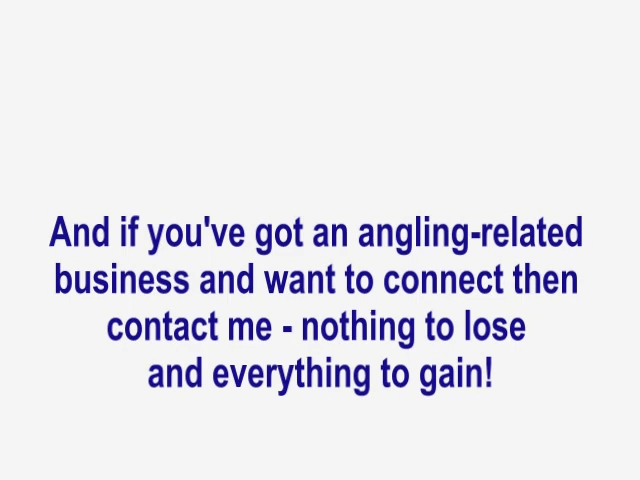 And if you've got an angling-related
business and want to connect then
contact me - nothing to lose
and everything to gain!